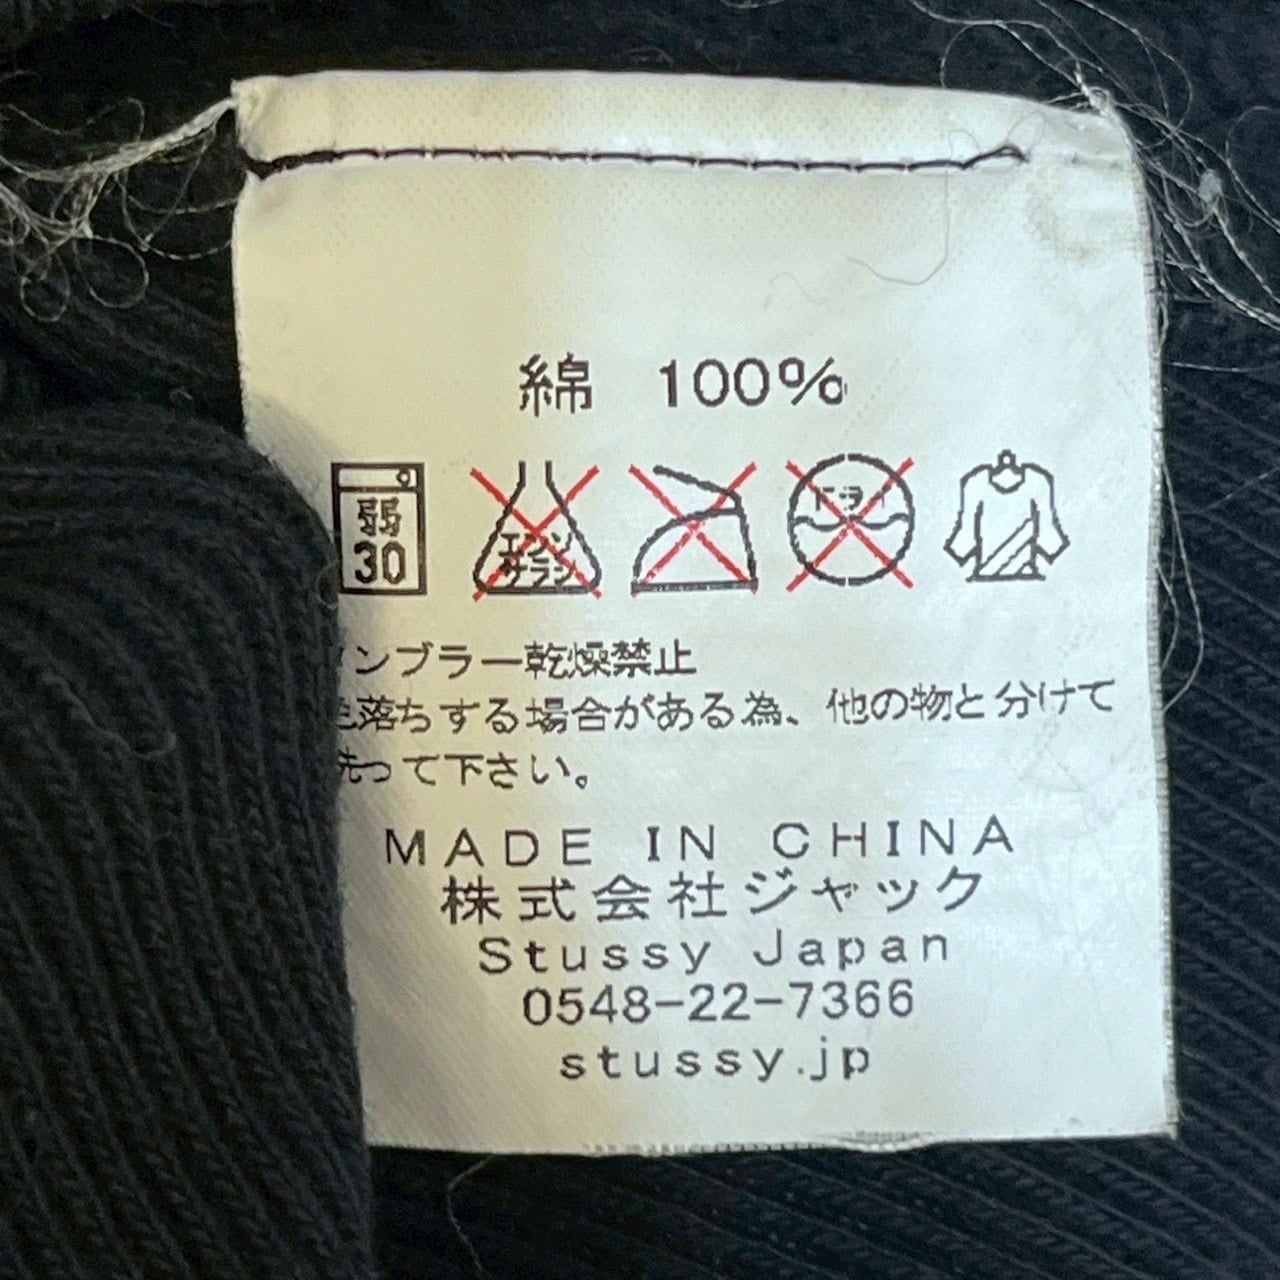 綿 100%
弱
30
エンソ
サラシ
ドライ
ンブラー乾燥禁止
落ちする場合がある為、他の物と分けて
洗って下さい。
MADE IN CHINA
株式会社ジャック
Stussy Japan
0548-22-7366
stussy.jp